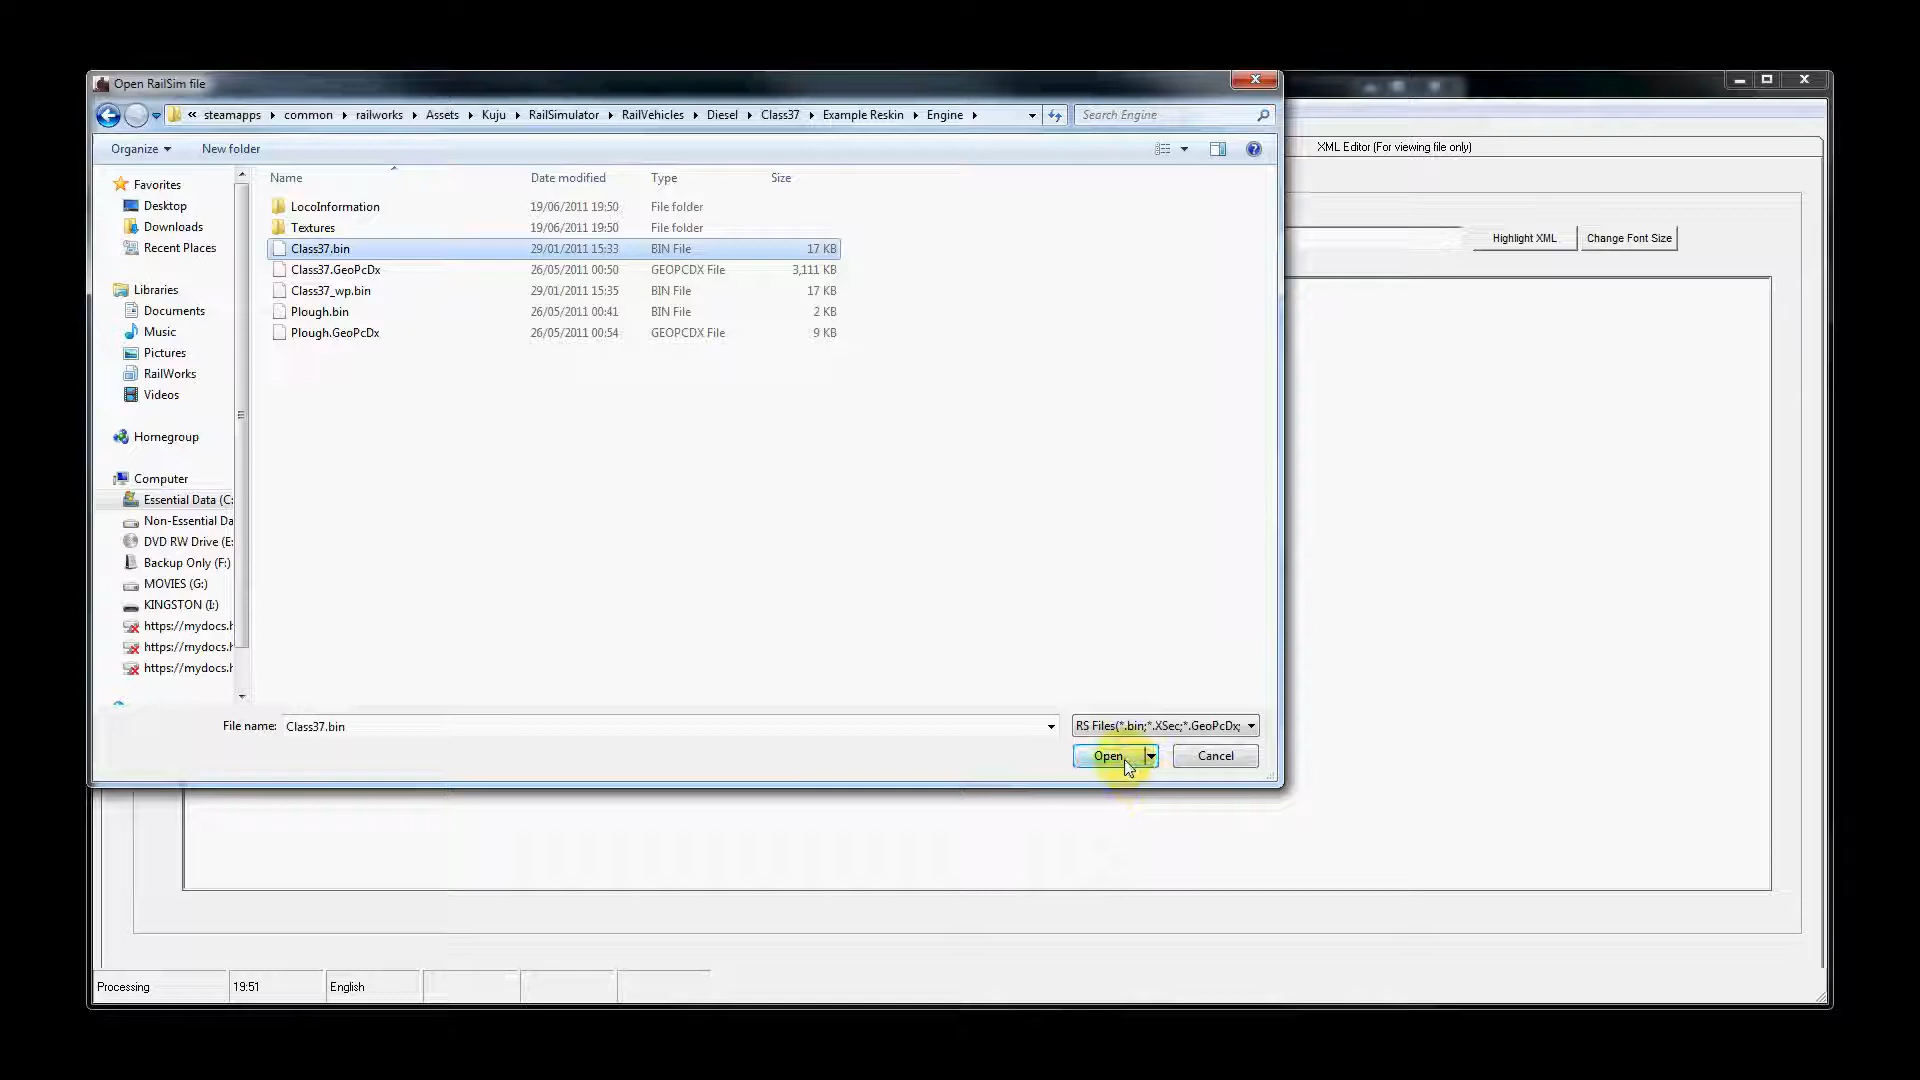 Open RailSim file
« steamapps common railworks Assets Kuju RailSimulator RailVehicles Diesel Class37 Example Reskin Engine
Search Engine
Organize
New folder
XML Editor (For viewing file only)
Highlight XML
Change Font Size
Name Date modified Type Size
LocoInformation 19/06/2011 19:50 File folder
Textures 19/06/2011 19:50 File folder
Class37.bin 29/01/2011 15:33 BIN File 17 KB
Class37.GeoPcDx 26/05/2011 00:50 GEOPCDX File 3,111 KB
Class37_wp.bin 29/01/2011 15:35 BIN File 17 KB
Plough.bin 26/05/2011 00:41 BIN File 2 KB
Plough.GeoPcDx 26/05/2011 00:54 GEOPCDX File 9 KB
Favorites
Desktop
Downloads
Recent Places
Libraries
Documents
Music
Pictures
RailWorks
Videos
Homegroup
Computer
Essential Data (C:
Non-Essential Da
DVD RW Drive (E:
Backup Only (F:)
MOVIES (G:)
KINGSTON (I:)
https://mydocs.h
https://mydocs.h
https://mydocs.h
File name: Class37.bin
RS Files(*.bin;*.XSec;*.GeoPcDx;
Open
Cancel
Processing
19:51
English